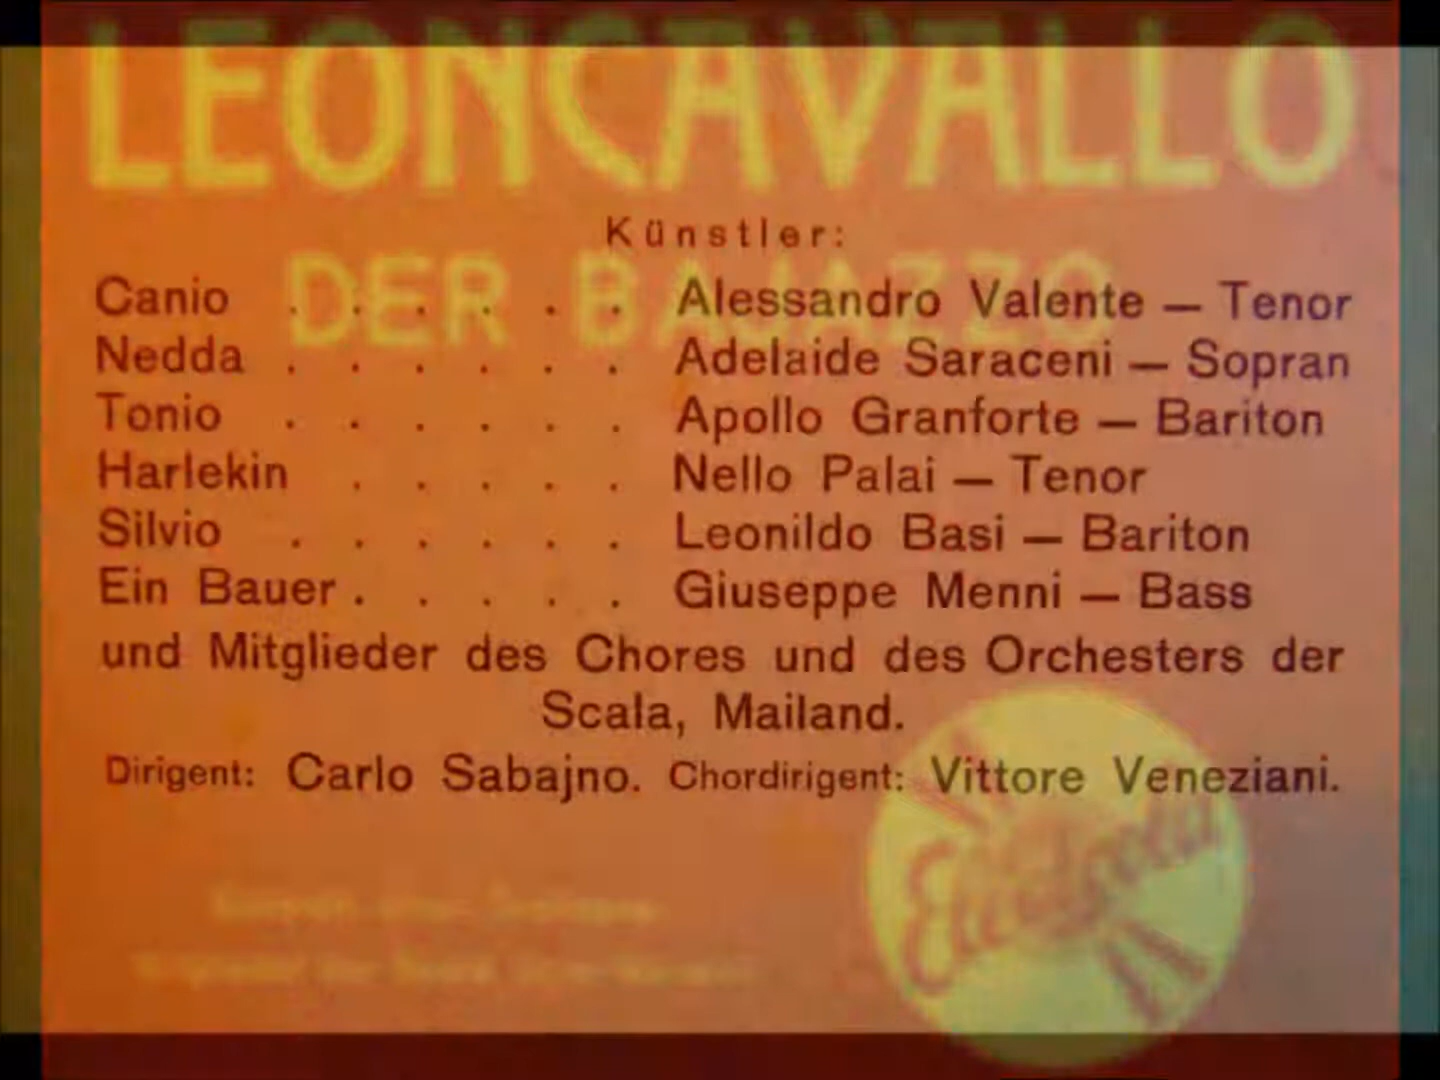 LEONCAVALLO
Künstler:
DER BAJAZZO
Canio . . . . . . Alessandro Valente — Tenor
Nedda . . . . . . Adelaide Saraceni — Sopran
Tonio . . . . . . Apollo Granforte — Bariton
Harlekin . . . . . Nello Palai — Tenor
Silvio . . . . . . Leonildo Basi — Bariton
Ein Bauer . . . . . Giuseppe Menni — Bass
und Mitglieder des Chores und des Orchesters der
Scala, Mailand.
Dirigent: Carlo Sabajno. Chordirigent: Vittore Veneziani.